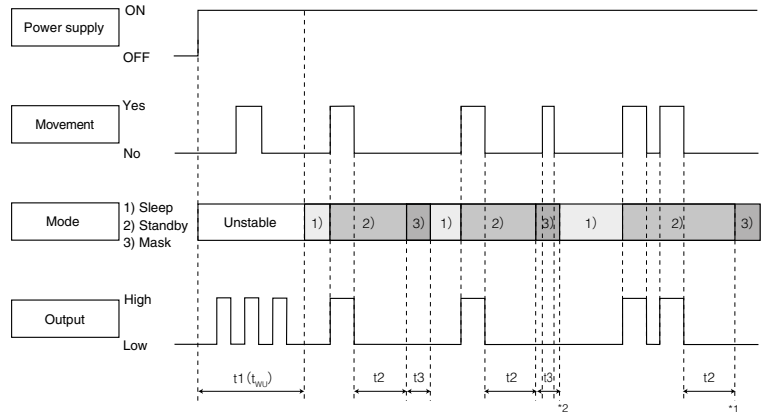 ON
Power supply
OFF
Yes
Movement
No
Mode
1) Sleep
2) Standby
3) Mask
Unstable
1)
2)
3)
1)
2)
3)
1)
2)
3)
High
Output
Low
t1 (tWU)
t2
t3
t2
t3
t2
*2
*1